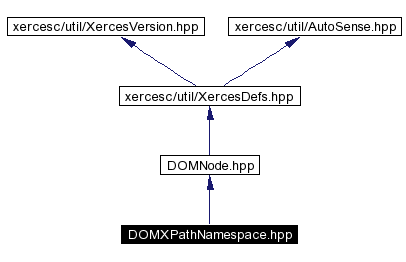 xercesc/util/XercesVersion.hpp
xercesc/util/AutoSense.hpp
xercesc/util/XercesDefs.hpp
DOMNode.hpp
DOMXPathNamespace.hpp